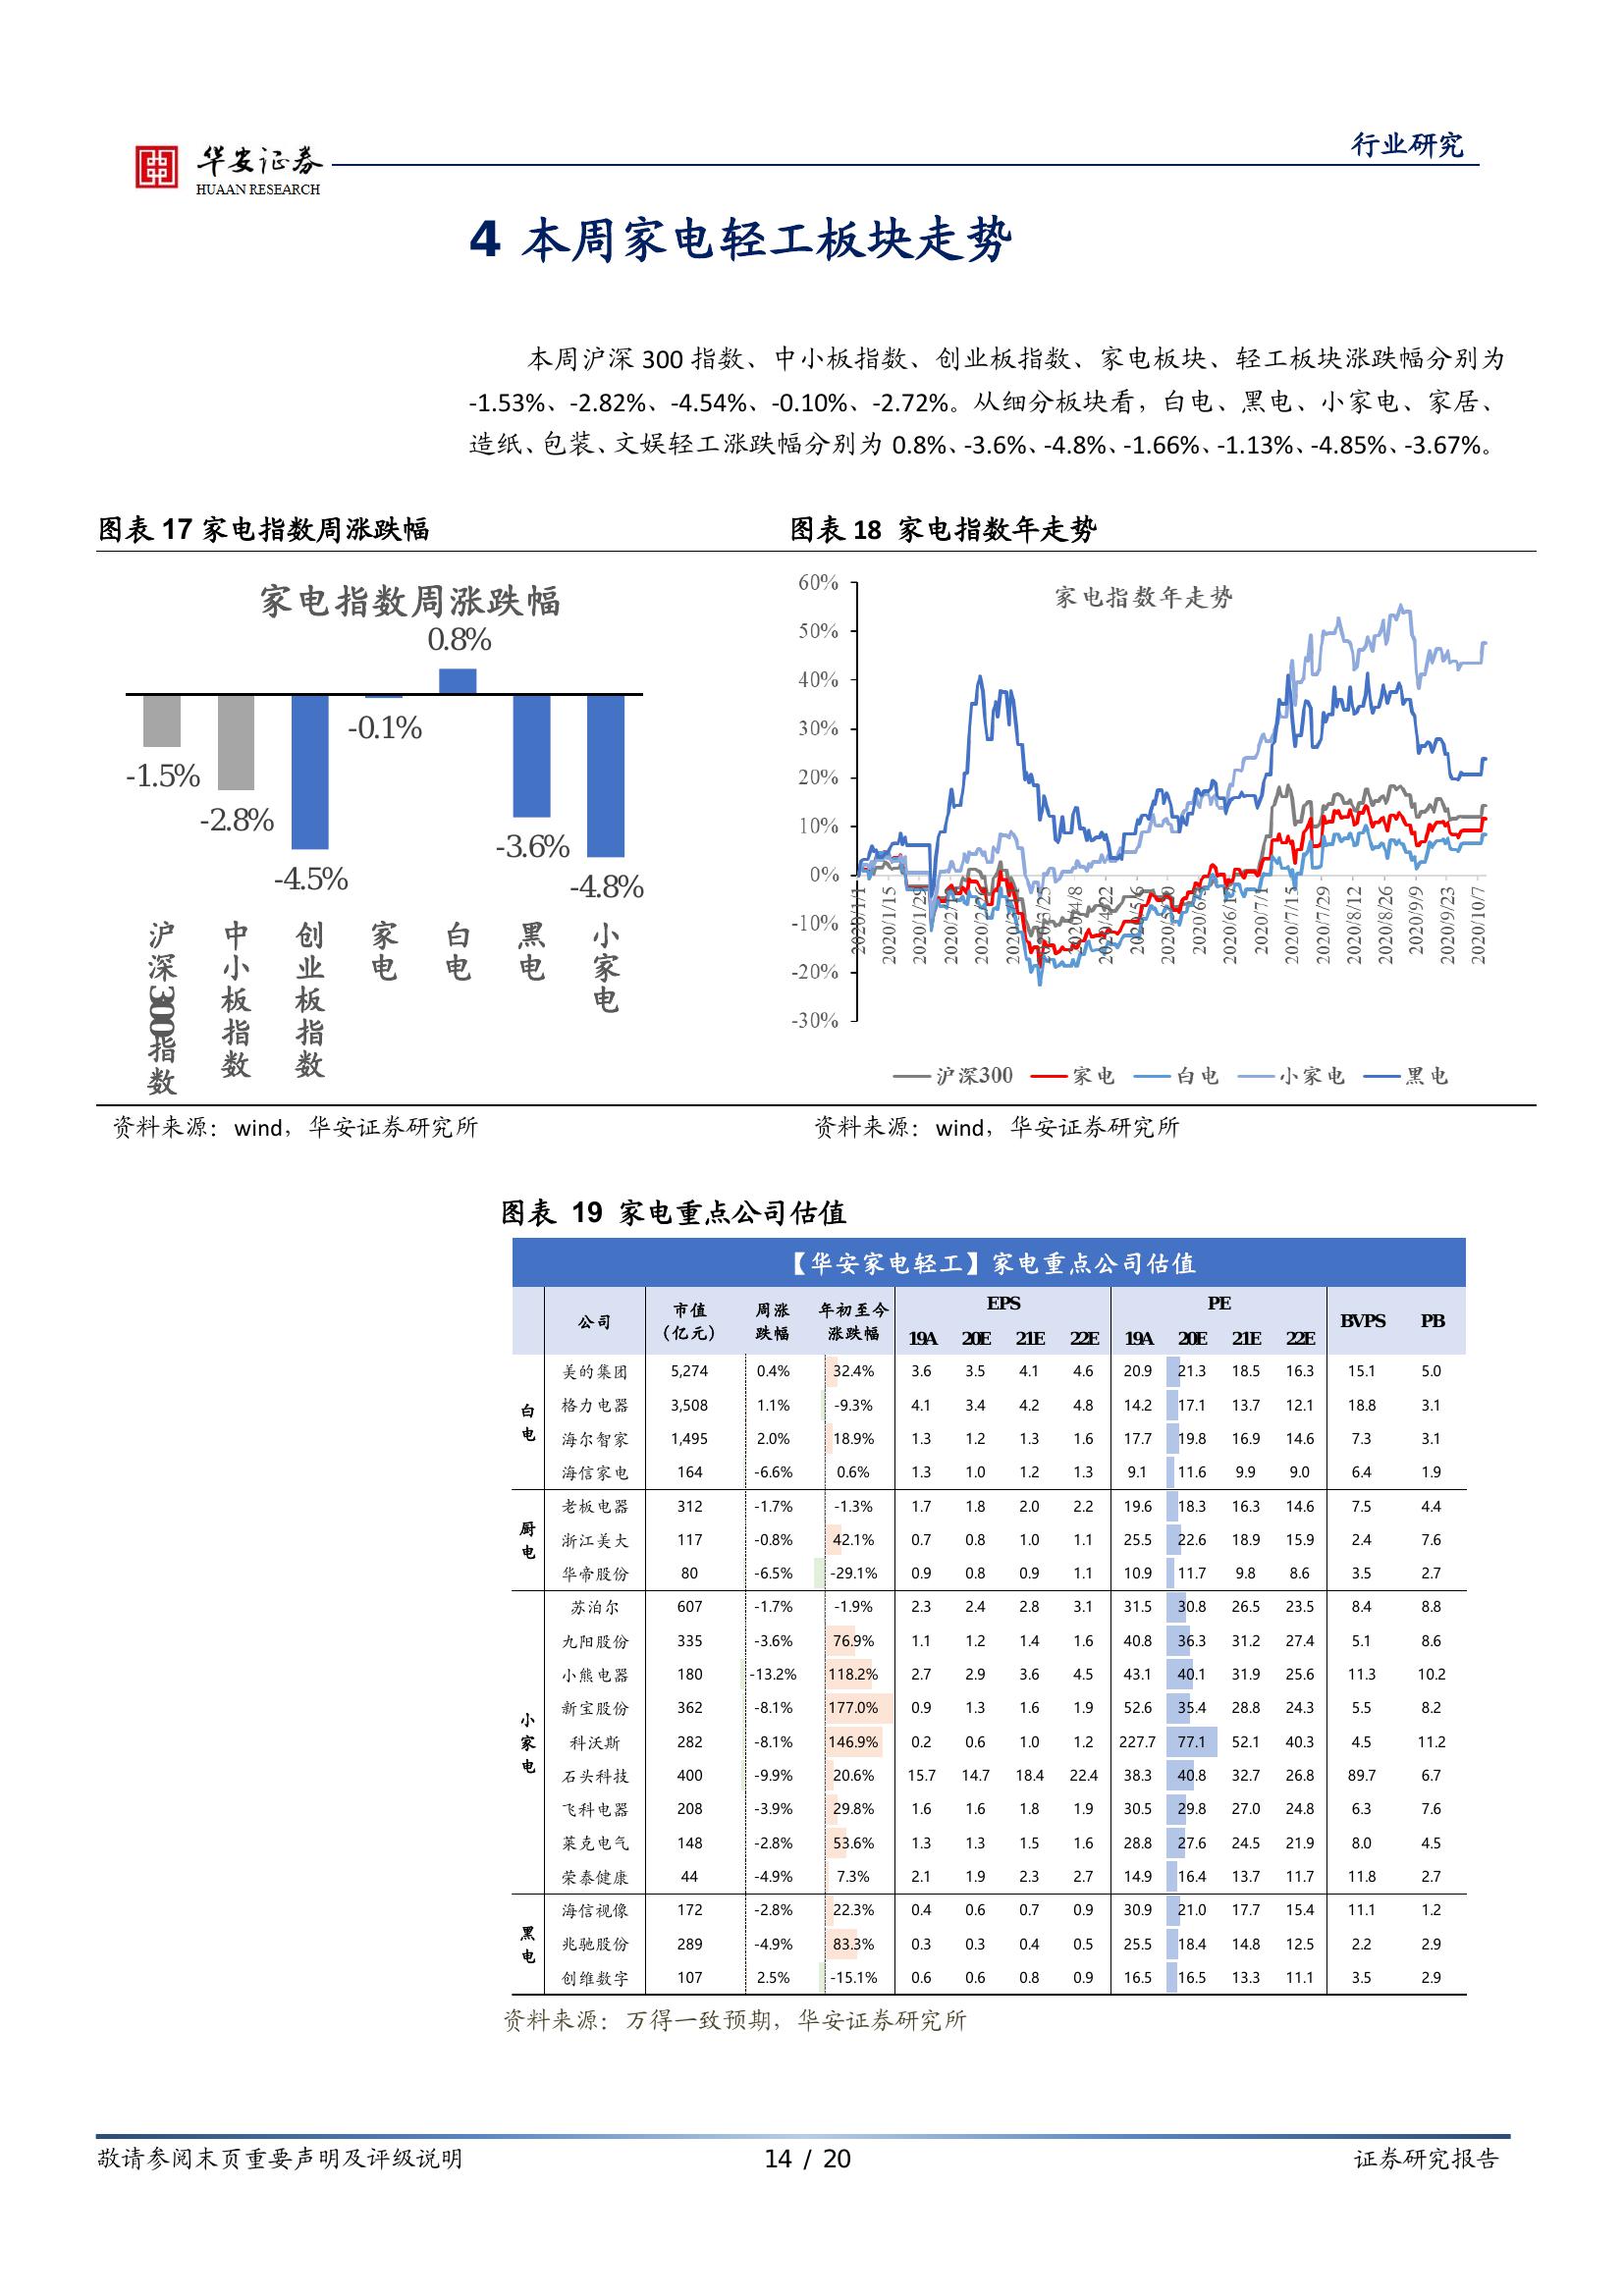 华安证券
HUAAN RESEARCH
行业研究
4 本周家电轻工板块走势
本周沪深 300 指数、中小板指数、创业板指数、家电板块、轻工板块涨跌幅分别为
-1.53%、-2.82%、-4.54%、-0.10%、-2.72%。从细分板块看，白电、黑电、小家电、家居、
造纸、包装、文娱轻工涨跌幅分别为 0.8%、-3.6%、-4.8%、-1.66%、-1.13%、-4.85%、-3.67%。
图表 17 家电指数周涨跌幅
家电指数周涨跌幅
0.8%
-0.1%
-1.5%
-2.8%
-3.6%
-4.5%
-4.8%
沪深300指数
中小板指数
创业板指数
家电
白电
黑电
小家电
资料来源：wind，华安证券研究所
图表 18 家电指数年走势
家电指数年走势
60%
50%
40%
30%
20%
10%
0%
-10%
-20%
-30%
2020/1/1
2020/1/15
2020/1/29
2020/4/8
2020/4/22
2020/5/6
2020/7/1
2020/7/15
2020/7/29
2020/8/12
2020/8/26
2020/9/9
2020/9/23
2020/10/7
沪深300 家电 白电 小家电 黑电
资料来源：wind，华安证券研究所
图表 19 家电重点公司估值
【华安家电轻工】家电重点公司估值
公司 市值（亿元） 周涨跌幅 年初至今涨跌幅 EPS PE BVPS PB
19A 20E 21E 22E 19A 20E 21E 22E
白电
美的集团 5,274 0.4% 32.4% 3.6 3.5 4.1 4.6 20.9 21.3 18.5 16.3 15.1 5.0
格力电器 3,508 1.1% -9.3% 4.1 3.4 4.2 4.8 14.2 17.1 13.7 12.1 18.8 3.1
海尔智家 1,495 2.0% 18.9% 1.3 1.2 1.3 1.6 17.7 19.8 16.9 14.6 7.3 3.1
海信家电 164 -6.6% 0.6% 1.3 1.0 1.2 1.3 9.1 11.6 9.9 9.0 6.4 1.9
厨电
老板电器 312 -1.7% -1.3% 1.7 1.8 2.0 2.2 19.6 18.3 16.3 14.6 7.5 4.4
浙江美大 117 -0.8% 42.1% 0.7 0.8 1.0 1.1 25.5 22.6 18.9 15.9 2.4 7.6
华帝股份 80 -6.5% -29.1% 0.9 0.8 0.9 1.1 10.9 11.7 9.8 8.6 3.5 2.7
小家电
苏泊尔 607 -1.7% -1.9% 2.3 2.4 2.8 3.1 31.5 30.8 26.5 23.5 8.4 8.8
九阳股份 335 -3.6% 76.9% 1.1 1.2 1.4 1.6 40.8 36.3 31.2 27.4 5.1 8.6
小熊电器 180 -13.2% 118.2% 2.7 2.9 3.6 4.5 43.1 40.1 31.9 25.6 11.3 10.2
新宝股份 362 -8.1% 177.0% 0.9 1.3 1.6 1.9 52.6 35.4 28.8 24.3 5.5 8.2
科沃斯 282 -8.1% 146.9% 0.2 0.6 1.0 1.2 227.7 77.1 52.1 40.3 4.5 11.2
石头科技 400 -9.9% 20.6% 15.7 14.7 18.4 22.4 38.3 40.8 32.7 26.8 89.7 6.7
飞科电器 208 -3.9% 29.8% 1.6 1.6 1.8 1.9 30.5 29.8 27.0 24.8 6.3 7.6
莱克电气 148 -2.8% 53.6% 1.3 1.3 1.5 1.6 28.8 27.6 24.5 21.9 8.0 4.5
荣泰健康 44 -4.9% 7.3% 2.1 1.9 2.3 2.7 14.9 16.4 13.7 11.7 11.8 2.7
黑电
海信视像 172 -2.8% 22.3% 0.4 0.6 0.7 0.9 30.9 21.0 17.7 15.4 11.1 1.2
兆驰股份 289 -4.9% 83.3% 0.3 0.3 0.4 0.5 25.5 18.4 14.8 12.5 2.2 2.9
创维数字 107 2.5% -15.1% 0.6 0.6 0.8 0.9 16.5 16.5 13.3 11.1 3.5 2.9
资料来源：万得一致预期，华安证券研究所
敬请参阅末页重要声明及评级说明
14 / 20
证券研究报告